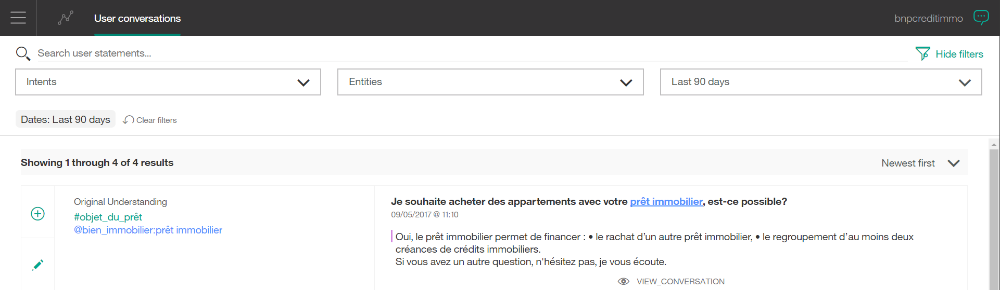 User conversations
bnpcreditimmo
Search user statements...
Hide filters
Intents
Entities
Last 90 days
Dates: Last 90 days
Clear filters
Showing 1 through 4 of 4 results
Newest first
Original Understanding
#objet_du_prêt
@bien_immobilier:prêt immobilier
Je souhaite acheter des appartements avec votre prêt immobilier, est-ce possible?
09/05/2017 @ 11:10
Oui, le prêt immobilier permet de financer : • le rachat d’un autre prêt immobilier, • le regroupement d’au moins deux
créances de crédits immobiliers.
Si vous avez un autre question, n'hésitez pas, je vous écoute.
VIEW_CONVERSATION